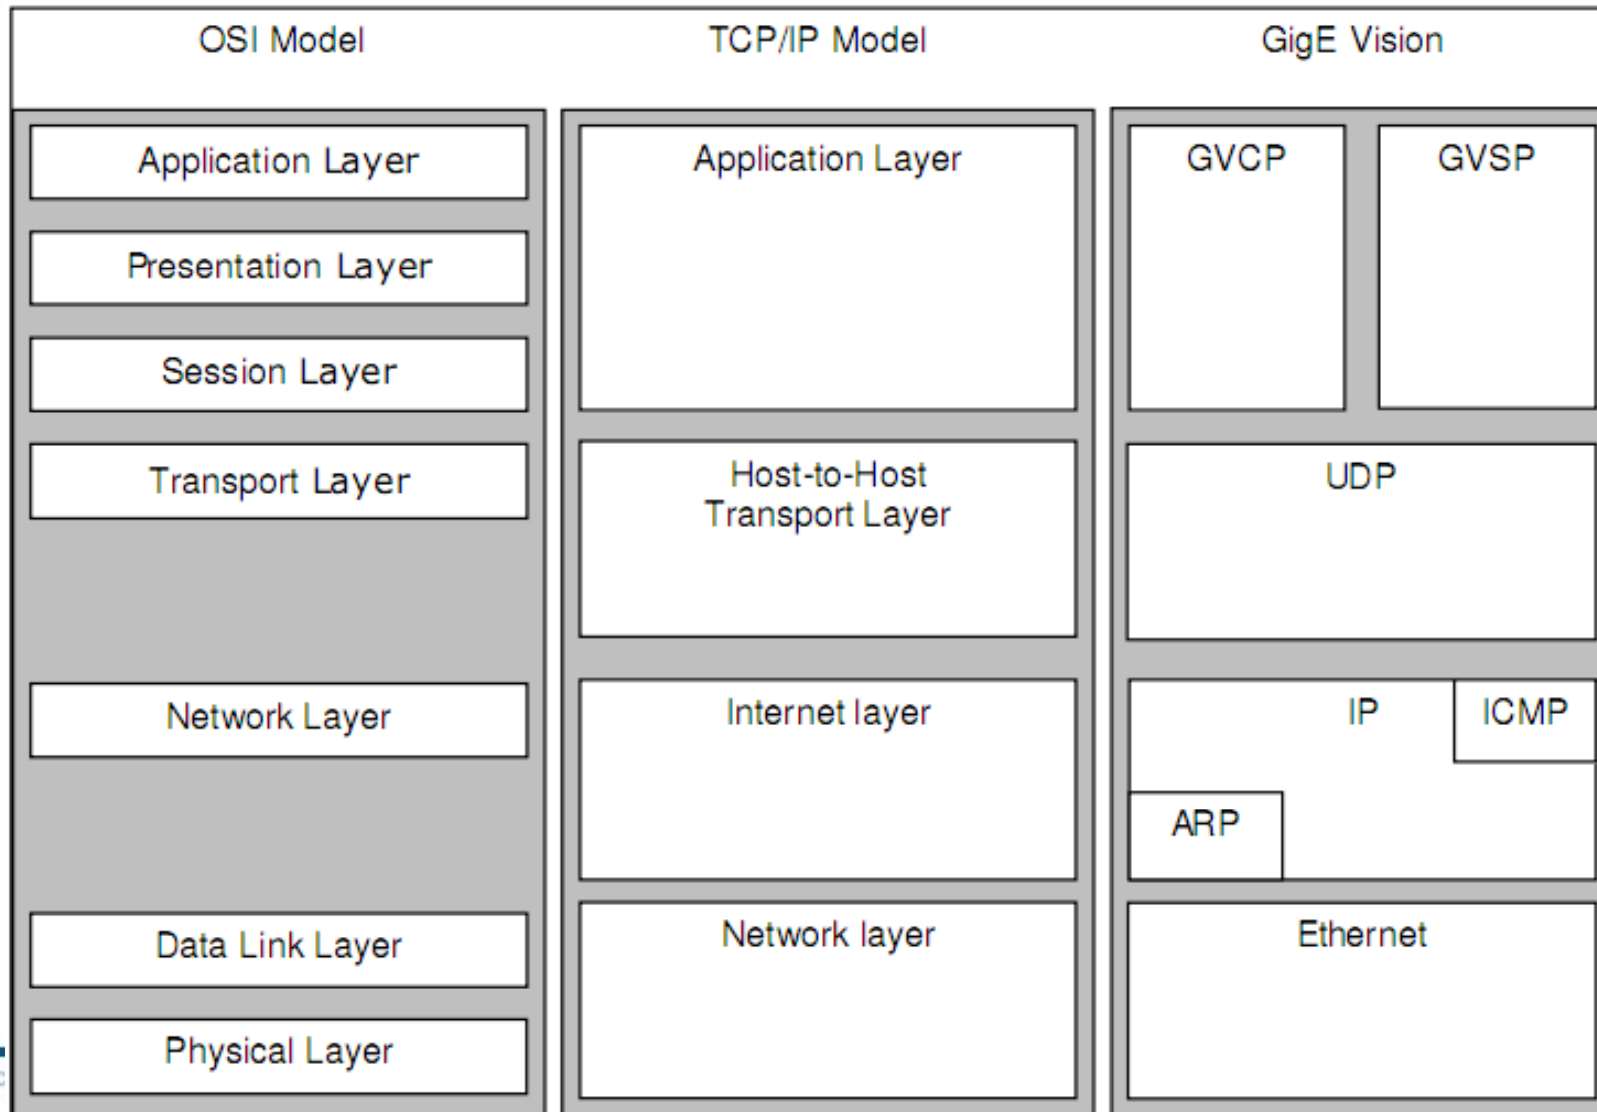 OSI Model
TCP/IP Model
GigE Vision
Application Layer
Presentation Layer
Session Layer
Transport Layer
Network Layer
Data Link Layer
Physical Layer
Application Layer
Host-to-Host
Transport Layer
Internet layer
Network layer
GVCP
GVSP
UDP
IP
ICMP
ARP
Ethernet